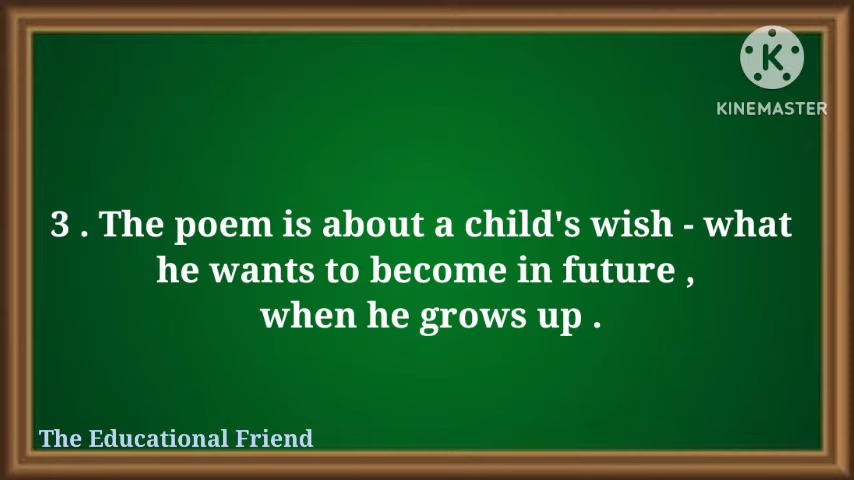 KINEMASTER
3 . The poem is about a child's wish - what
he wants to become in future ,
when he grows up .
The Educational Friend